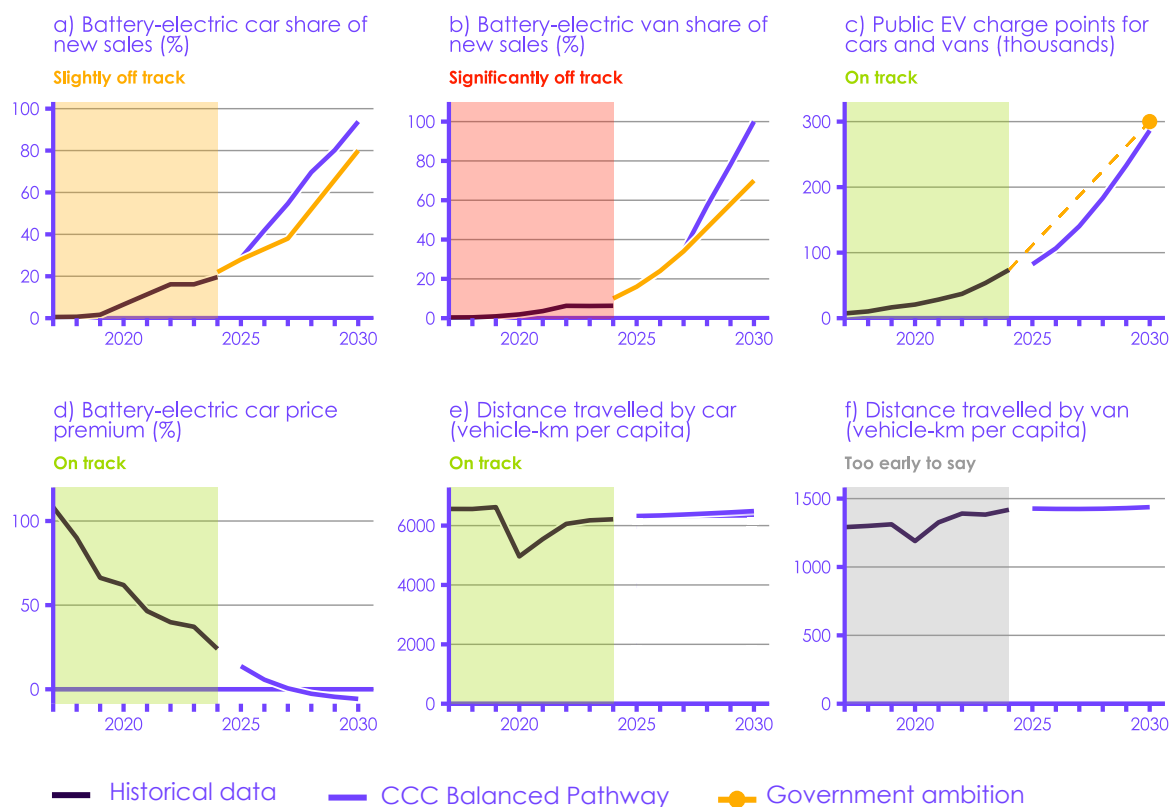 a) Battery-electric car share of
new sales (%)
Slightly off track
100
80
60
40
20
0
2020
2025
2030
b) Battery-electric van share of
new sales (%)
Significantly off track
100
80
60
40
20
0
2020
2025
2030
c) Public EV charge points for
cars and vans (thousands)
On track
300
200
100
0
2020
2025
2030
d) Battery-electric car price
premium (%)
On track
100
50
0
2020
2025
2030
e) Distance travelled by car
(vehicle-km per capita)
On track
6000
4000
2000
0
2020
2025
2030
f) Distance travelled by van
(vehicle-km per capita)
Too early to say
1500
1000
500
0
2020
2025
2030
Historical data
CCC Balanced Pathway
Government ambition